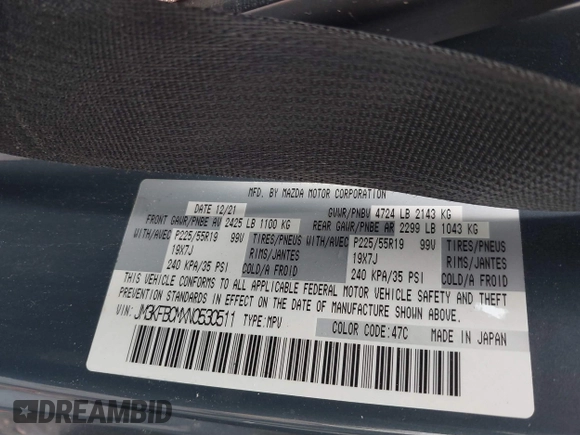 MFD. BY MAZDA MOTOR CORPORATION
DATE 12/21 GVWR/PNBV 4724 LB 2143 KG
FRONT GAWR/PNBE AV 2425 LB 1100 KG REAR GAWR/PNBE AR 2299 LB 1043 KG
WITH/AVEC P225/55R19 99V TIRES/PNEUS WITH/AVEC P225/55R19 99V TIRES/PNEUS
19X7J RIMS/JANTES 19X7J RIMS/JANTES
240 KPA/35 PSI COLD/A FROID 240 KPA/35 PSI COLD/A FROID
THIS VEHICLE CONFORMS TO ALL APPLICABLE FEDERAL MOTOR VEHICLE SAFETY AND THEFT
PREVENTION STANDARDS IN EFFECT ON THE DATE OF MANUFACTURE SHOWN ABOVE.
VIN: JM3KFBCMXN0530511 TYPE:MPV
COLOR CODE:47C MADE IN JAPAN
DREAMBID